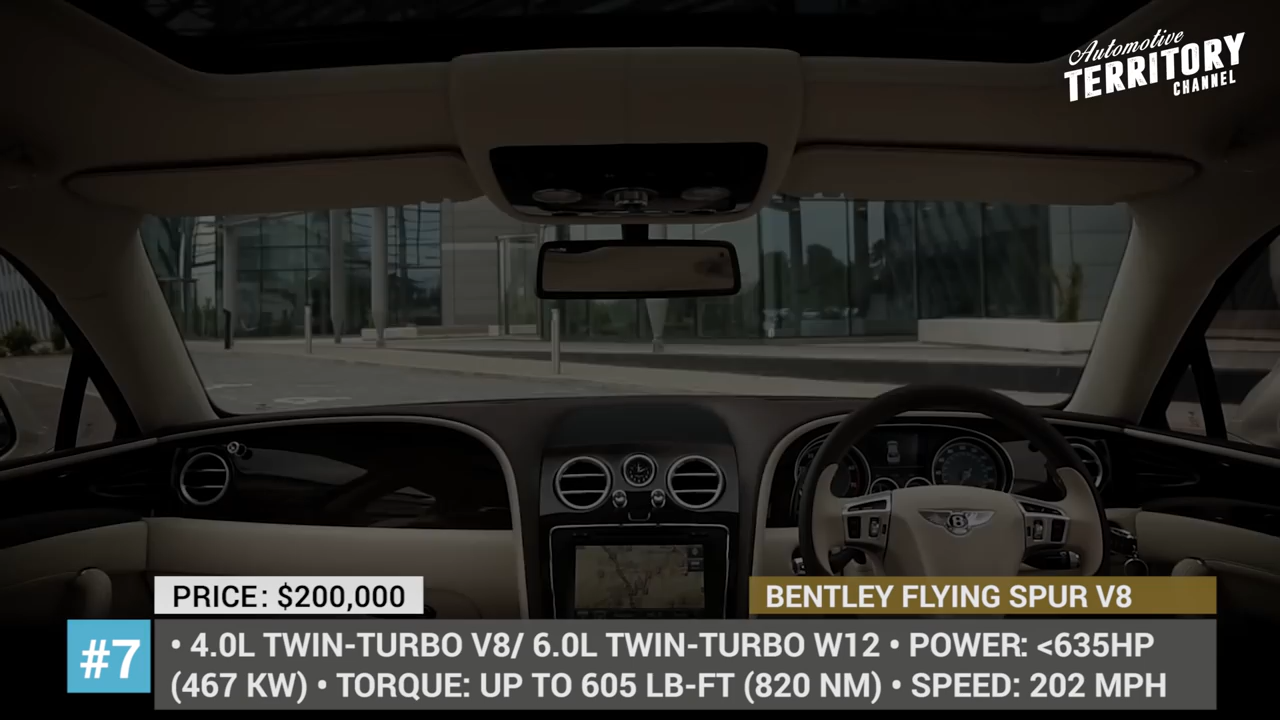 Automotive
TERRITORY
CHANNEL
PRICE: $200,000
BENTLEY FLYING SPUR V8
#7
• 4.0L TWIN-TURBO V8/ 6.0L TWIN-TURBO W12 • POWER: <635HP
(467 KW) • TORQUE: UP TO 605 LB-FT (820 NM) • SPEED: 202 MPH